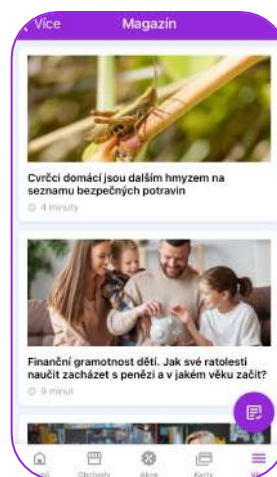 Více
Magazín
Cvrčci domácí jsou dalším hmyzem na
seznamu bezpečných potravin
4 minuty
Finanční gramotnost dětí. Jak své ratolesti
naučit zacházet s penězi a v jakém věku začít?
9 minut
Obchody
Akce
Karty